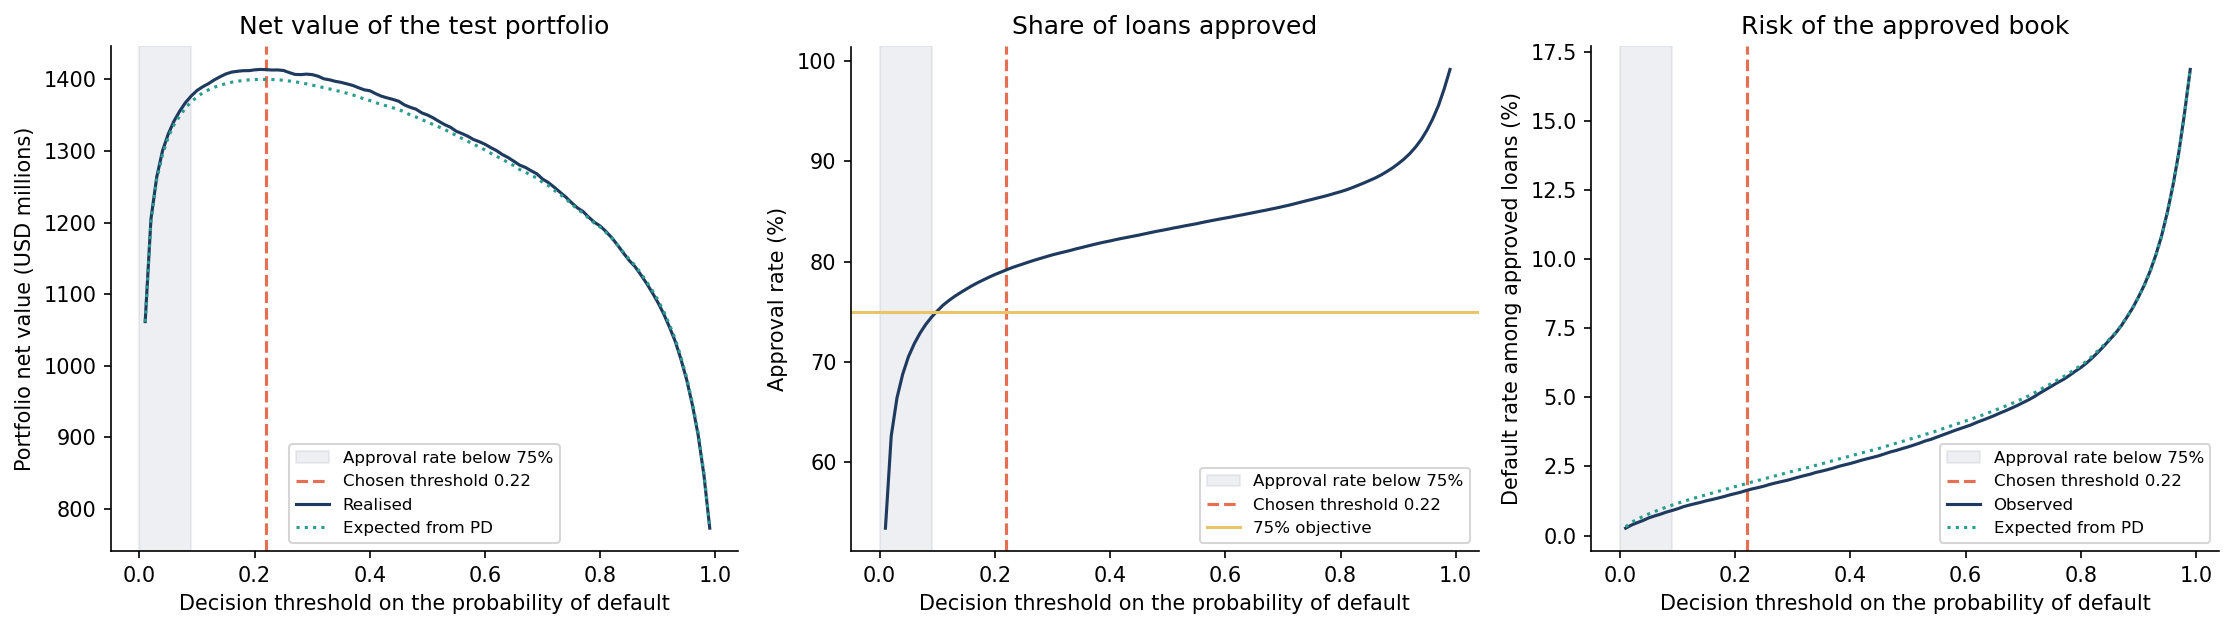 Net value of the test portfolio
Portfolio net value (USD millions)
1400
1300
1200
1100
1000
900
800
Approval rate below 75%
Chosen threshold 0.22
Realised
Expected from PD
0.0 0.2 0.4 0.6 0.8 1.0
Decision threshold on the probability of default
Share of loans approved
Approval rate (%)
100
90
80
70
60
Approval rate below 75%
Chosen threshold 0.22
75% objective
0.0 0.2 0.4 0.6 0.8 1.0
Decision threshold on the probability of default
Risk of the approved book
Default rate among approved loans (%)
17.5
15.0
12.5
10.0
7.5
5.0
2.5
0.0
Approval rate below 75%
Chosen threshold 0.22
Observed
Expected from PD
0.0 0.2 0.4 0.6 0.8 1.0
Decision threshold on the probability of default